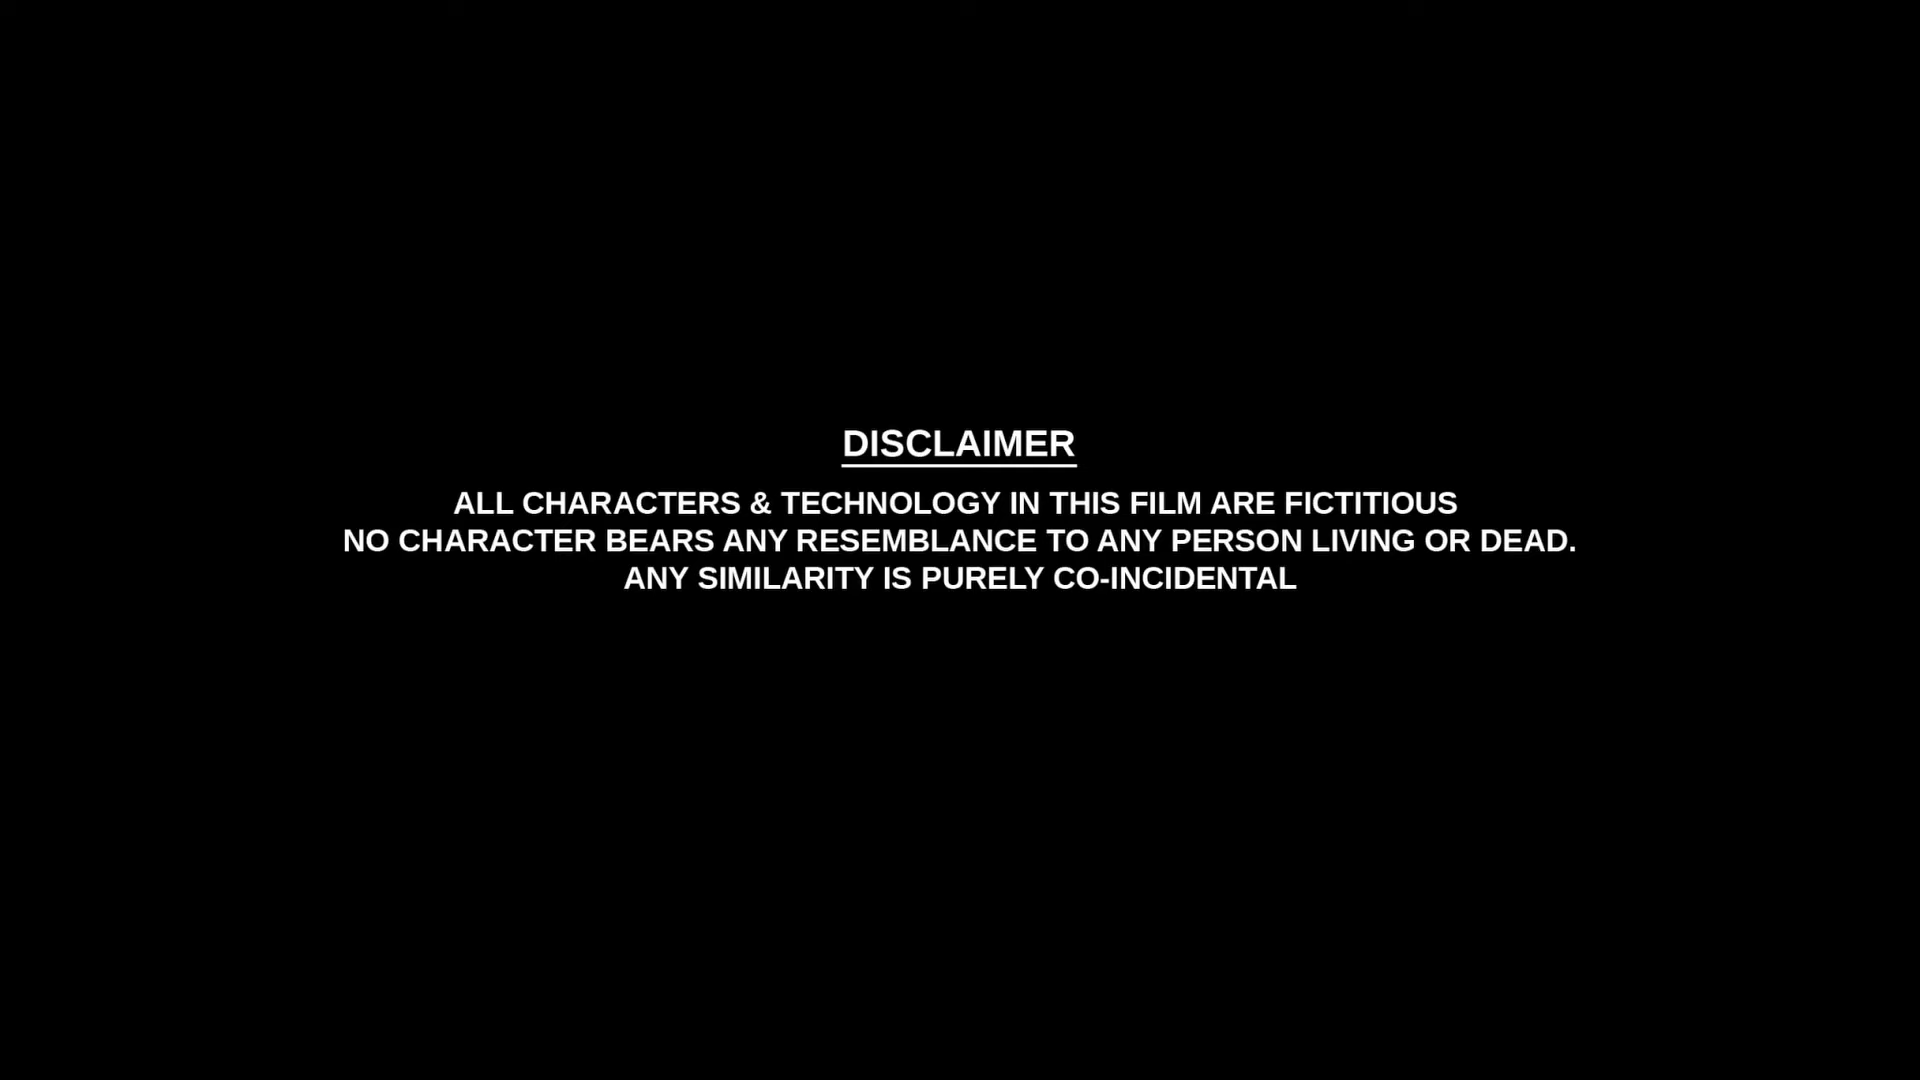 DISCLAIMER
ALL CHARACTERS & TECHNOLOGY IN THIS FILM ARE FICTITIOUS
NO CHARACTER BEARS ANY RESEMBLANCE TO ANY PERSON LIVING OR DEAD.
ANY SIMILARITY IS PURELY CO-INCIDENTAL